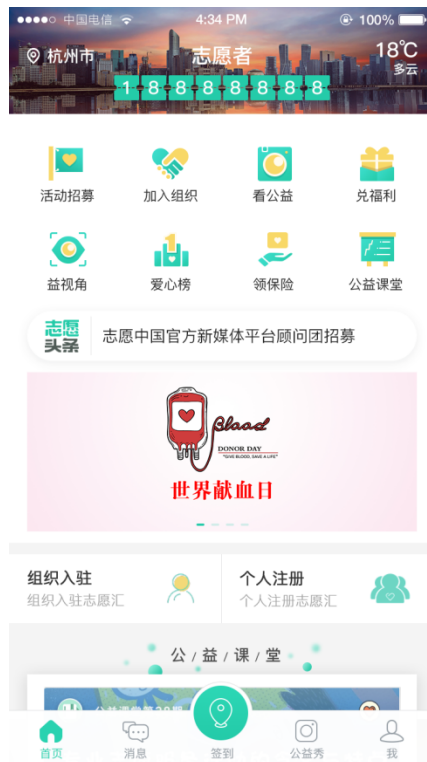 中国电信 4:34 PM 100%
杭州市 志愿者 18℃
多云
1 8 8 8 8 8 8 8
活动招募 加入组织 看公益 兑福利
1
益视角 爱心榜 领保险 公益课堂
志愿头条 志愿中国官方新媒体平台顾问团招募
Blood
DONOR DAY
"GIVE BLOOD, SAVE A LIFE"
世界献血日
组织入驻 个人注册
组织入驻志愿汇 个人注册志愿汇
公 / 益 / 课 / 堂
首页 消息 签到 公益秀 我